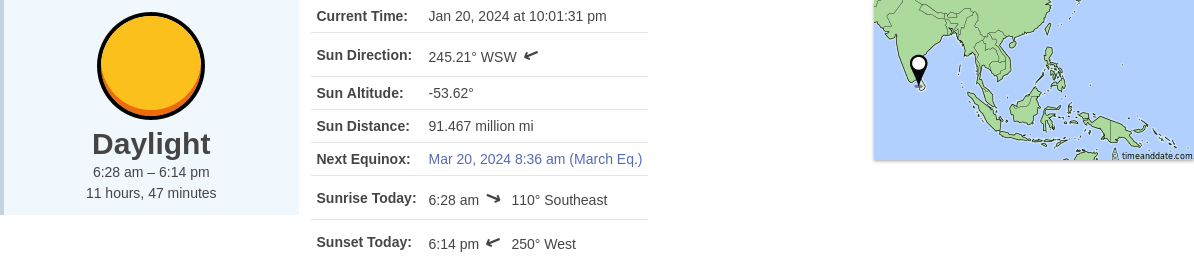 Daylight
6:28 am – 6:14 pm
11 hours, 47 minutes
Current Time: Jan 20, 2024 at 10:01:31 pm
Sun Direction: 245.21° WSW
Sun Altitude: -53.62°
Sun Distance: 91.467 million mi
Next Equinox: Mar 20, 2024 8:36 am (March Eq.)
Sunrise Today: 6:28 am 110° Southeast
Sunset Today: 6:14 pm 250° West
© timeanddate.com